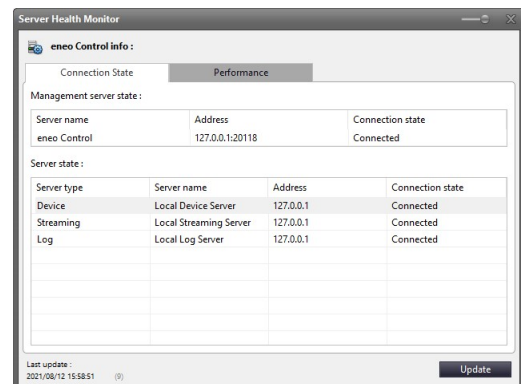 Server Health Monitor
eneo Control info :
Connection State Performance
Management server state :
Server name Address Connection state
eneo Control 127.0.0.1:20118 Connected
Server state :
Server type Server name Address Connection state
Device Local Device Server 127.0.0.1 Connected
Streaming Local Streaming Server 127.0.0.1 Connected
Log Local Log Server 127.0.0.1 Connected
Last update :
2021/08/12 15:58:51 (9)
Update